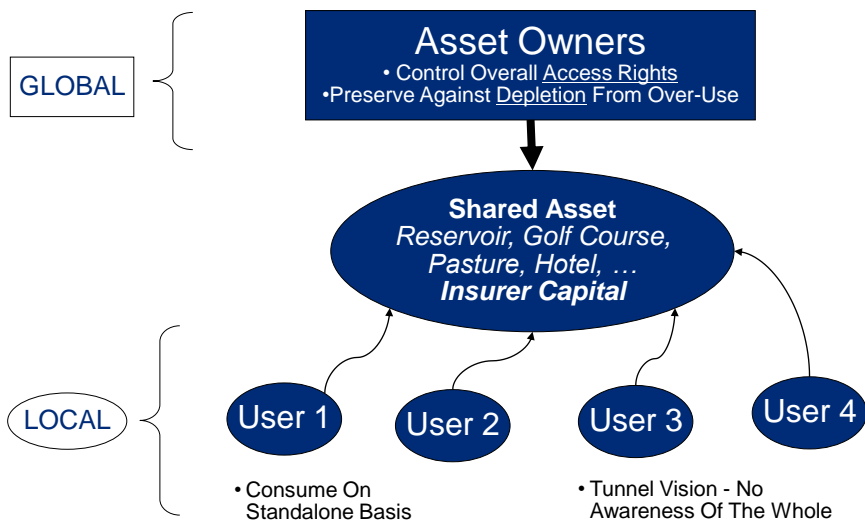 Asset Owners
• Control Overall Access Rights
•Preserve Against Depletion From Over-Use
GLOBAL
Shared Asset
Reservoir, Golf Course,
Pasture, Hotel, …
Insurer Capital
LOCAL
User 1
User 2
User 3
User 4
• Consume On
Standalone Basis
• Tunnel Vision - No
Awareness Of The Whole